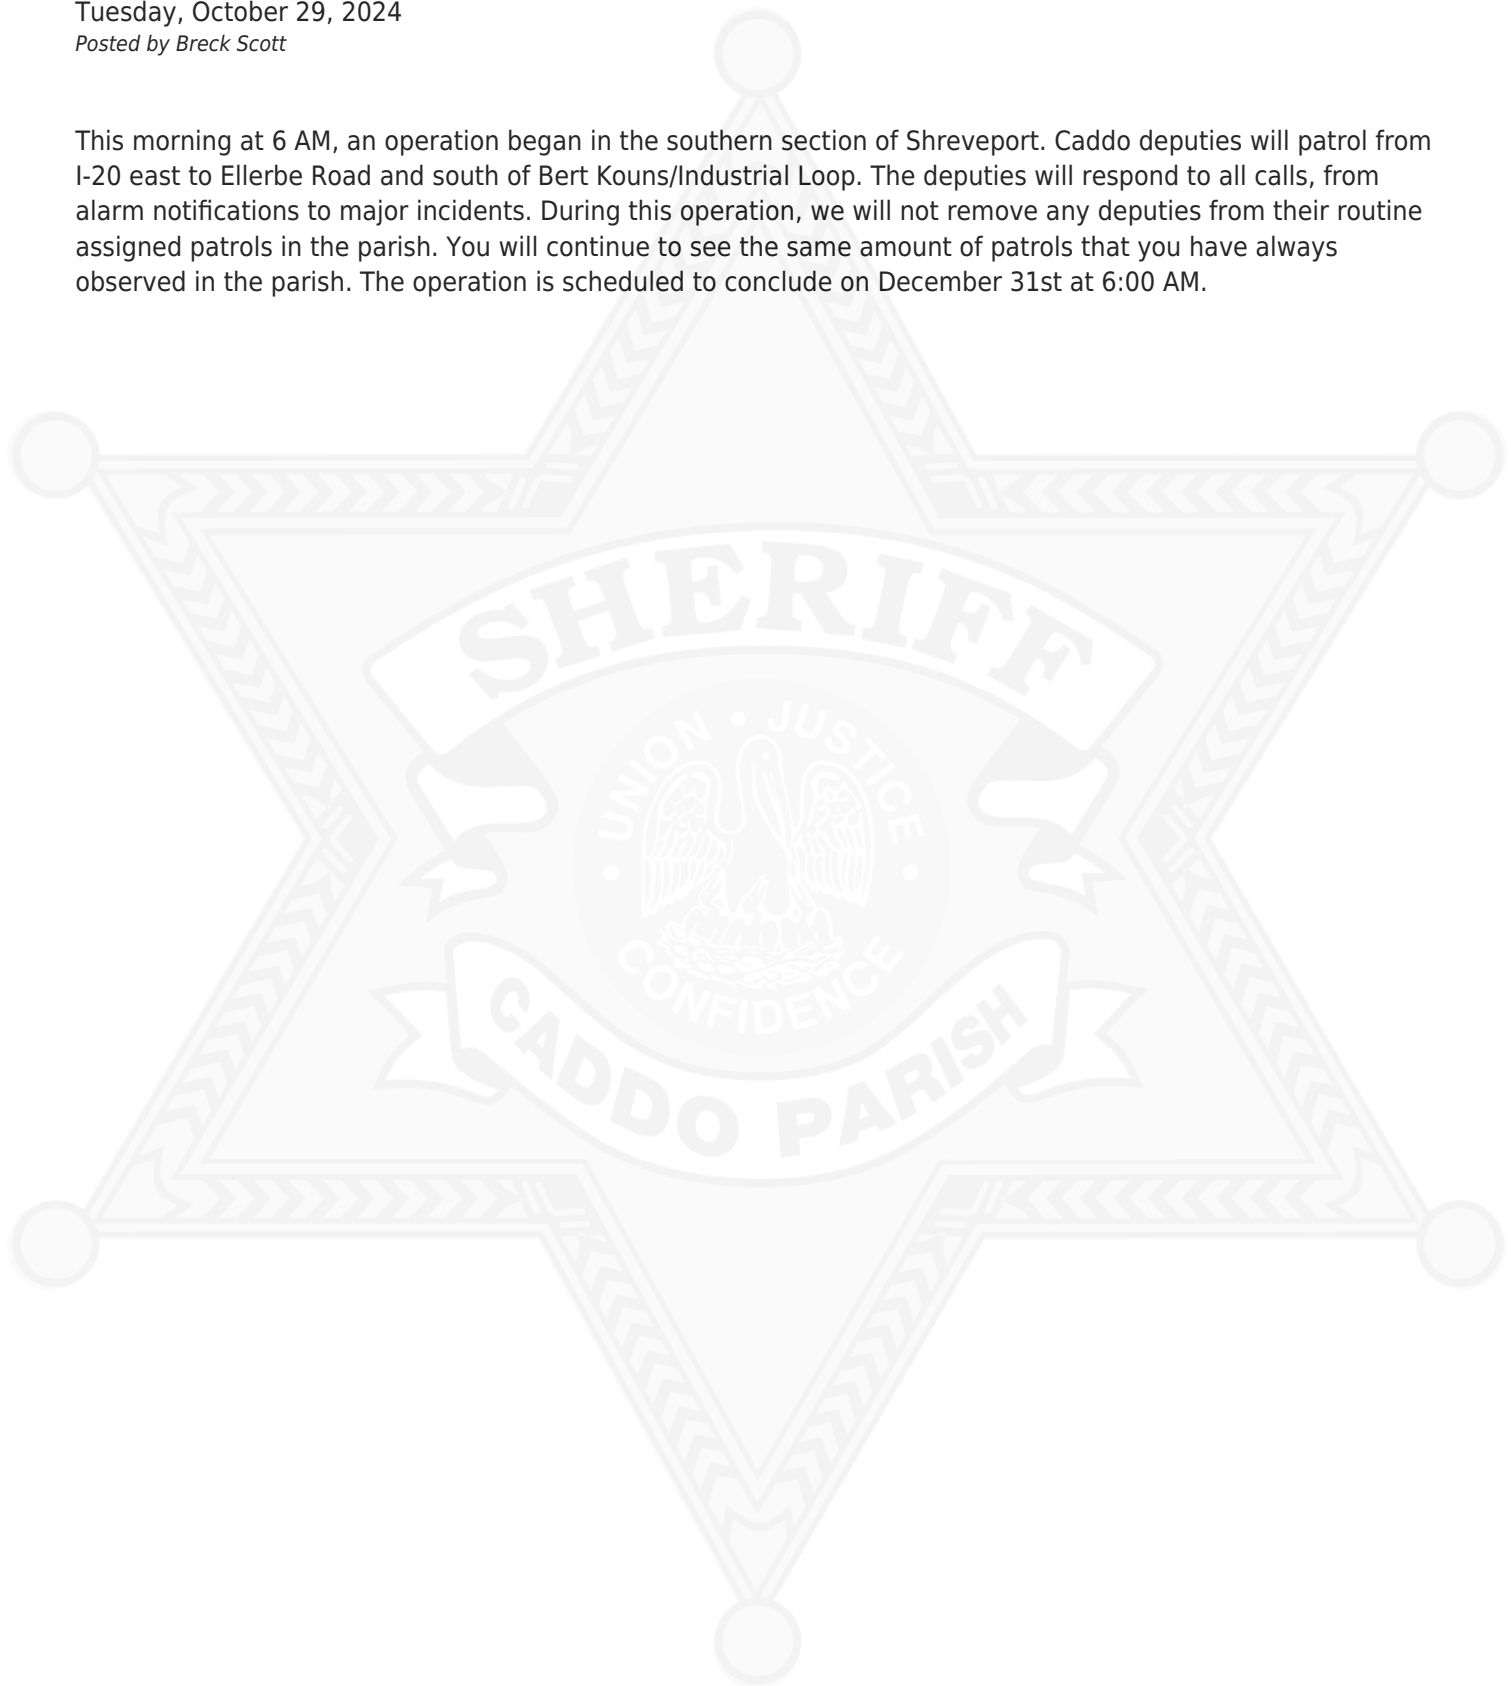 Tuesday, October 29, 2024
Posted by Breck Scott
This morning at 6 AM, an operation began in the southern section of Shreveport. Caddo deputies will patrol from
I-20 east to Ellerbe Road and south of Bert Kouns/Industrial Loop. The deputies will respond to all calls, from
alarm notifications to major incidents. During this operation, we will not remove any deputies from their routine
assigned patrols in the parish. You will continue to see the same amount of patrols that you have always
observed in the parish. The operation is scheduled to conclude on December 31st at 6:00 AM.
SHERIFF
UNION • JUSTICE
• CONFIDENCE •
CADDO PARISH